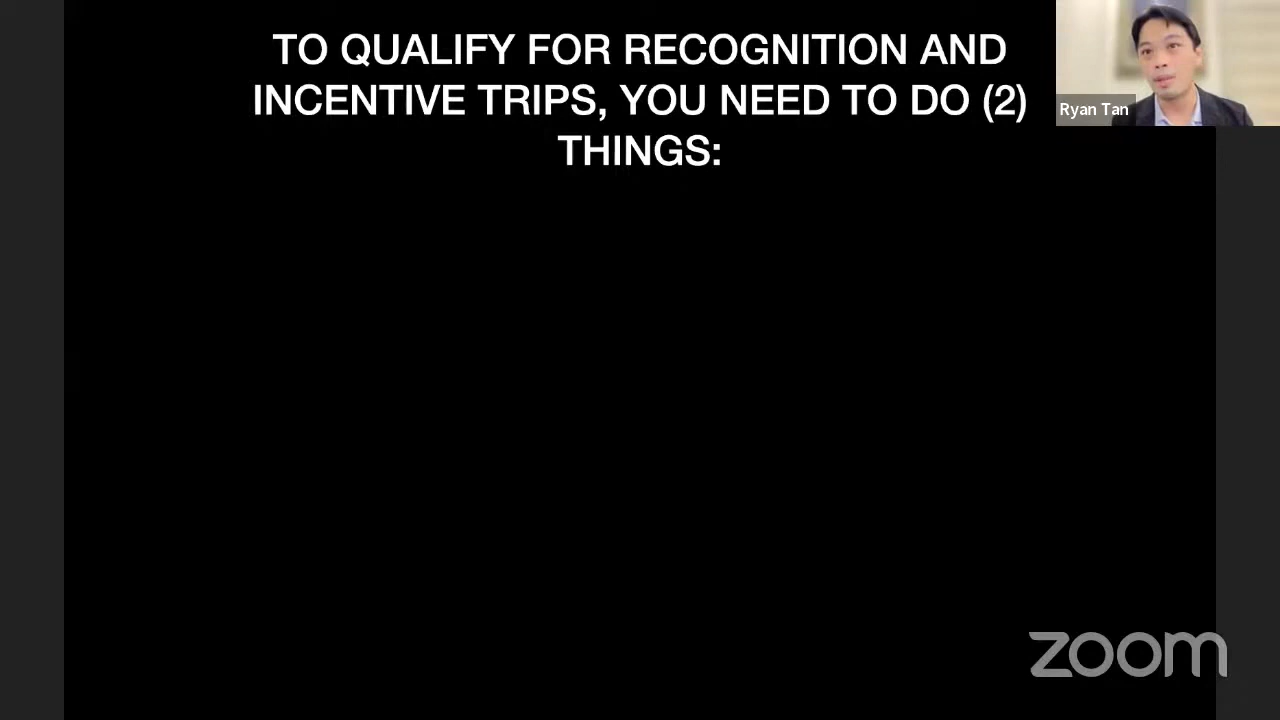 TO QUALIFY FOR RECOGNITION AND
INCENTIVE TRIPS, YOU NEED TO DO (2)
THINGS:
Ryan Tan
zoom